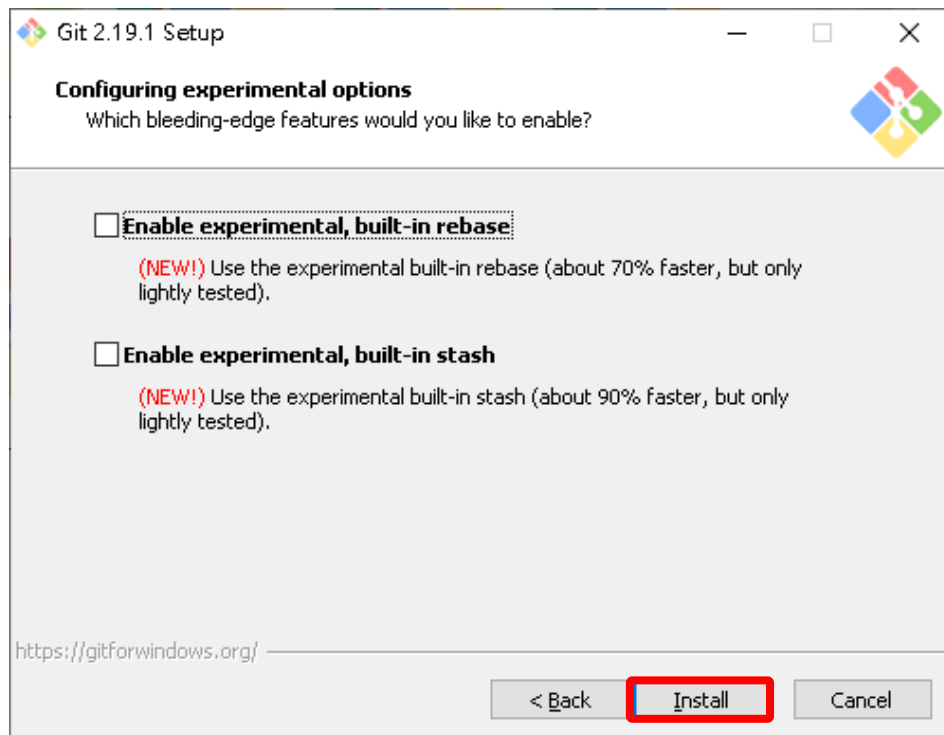 Git 2.19.1 Setup
Configuring experimental options
Which bleeding-edge features would you like to enable?
Enable experimental, built-in rebase
(NEW!) Use the experimental built-in rebase (about 70% faster, but only
lightly tested).
Enable experimental, built-in stash
(NEW!) Use the experimental built-in stash (about 90% faster, but only
lightly tested).
https://gitforwindows.org/
< Back Install Cancel